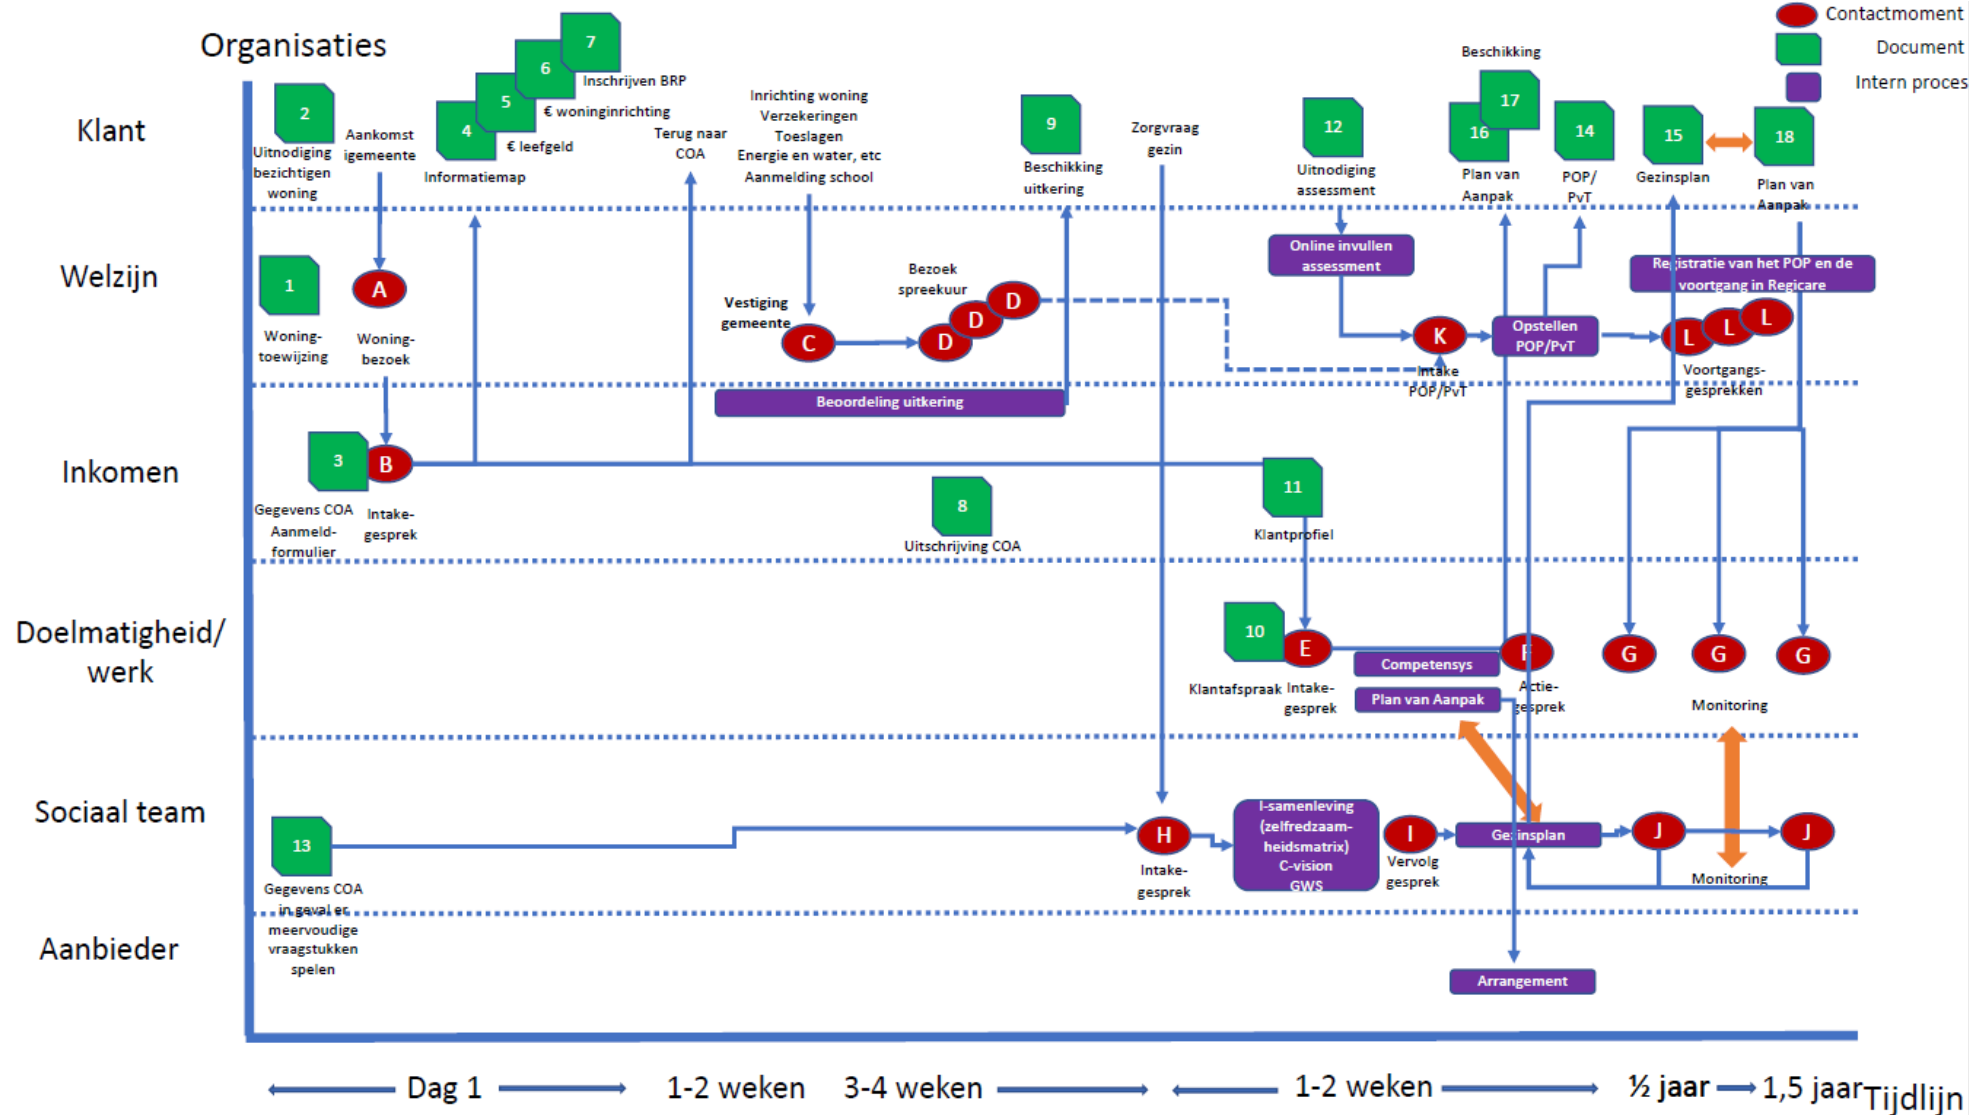 Organisaties
Contactmoment
Document
Intern proces
Klant
2
Uitnodiging
bezichtigen
woning
Aankomst
igemeente
4
5
6
7
Inschrijven BRP
€ woninginrichting
€ leefgeld
Informatiemap
Terug naar
COA
Inrichting woning
Verzekeringen
Toeslagen
Energie en water, etc
Aanmelding school
9
Beschikking
uitkering
Zorgvraag
gezin
12
Uitnodiging
assessment
Beschikking
16
17
Plan van
Aanpak
14
POP/
PvT
15
Gezinsplan
18
Plan van
Aanpak
Welzijn
1
Woning-
toewijzing
A
Woning-
bezoek
Vestiging
gemeente
C
Bezoek
spreekuur
D
D
D
Online invullen
assessment
K
Intake
POP/PvT
Opstellen
POP/PvT
Registratie van het POP en de
voortgang in Regicare
L
L
L
Voortgangs-
gesprekken
Beoordeling uitkering
Inkomen
3
B
Gegevens COA
Aanmeld-
formulier
Intake-
gesprek
8
Uitschrijving COA
11
Klantprofiel
Doelmatigheid/
werk
10
E
Klantafspraak
Intake-
gesprek
Competensys
Plan van Aanpak
F
Actie-
gesprek
G
G
G
Monitoring
Sociaal team
13
Gegevens COA
in geval er
meervoudige
vraagstukken
spelen
H
Intake-
gesprek
I-samenleving
(zelfredzaam-
heidsmatrix)
C-vision
GWS
I
Vervolg
gesprek
Gezinsplan
J
J
Monitoring
Aanbieder
Arrangement
Dag 1
1-2 weken
3-4 weken
1-2 weken
½ jaar
1,5 jaar
Tijdlijn